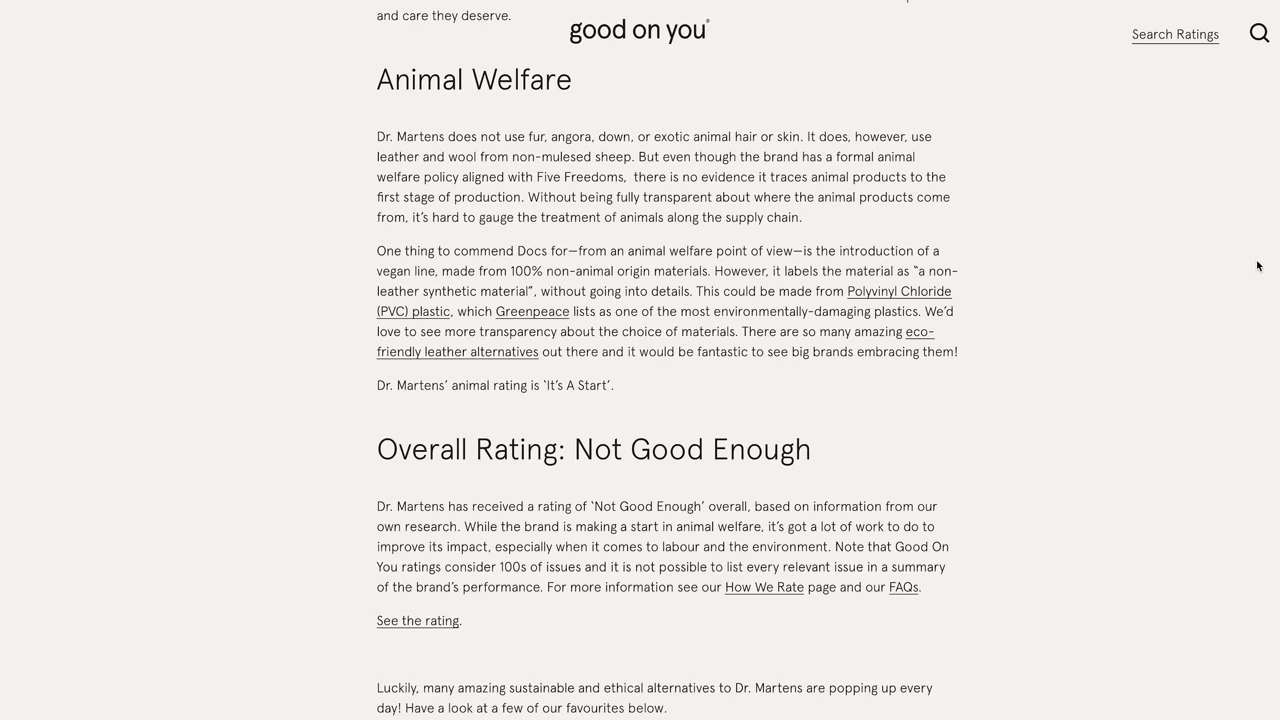 and care they deserve.
good on you®
Search Ratings
Animal Welfare
Dr. Martens does not use fur, angora, down, or exotic animal hair or skin. It does, however, use
leather and wool from non-mulesed sheep. But even though the brand has a formal animal
welfare policy aligned with Five Freedoms,  there is no evidence it traces animal products to the
first stage of production. Without being fully transparent about where the animal products come
from, it’s hard to gauge the treatment of animals along the supply chain.
One thing to commend Docs for—from an animal welfare point of view—is the introduction of a
vegan line, made from 100% non-animal origin materials. However, it labels the material as “a non-
leather synthetic material”, without going into details. This could be made from Polyvinyl Chloride
(PVC) plastic, which Greenpeace lists as one of the most environmentally-damaging plastics. We’d
love to see more transparency about the choice of materials. There are so many amazing eco-
friendly leather alternatives out there and it would be fantastic to see big brands embracing them!
Dr. Martens’ animal rating is ‘It’s A Start’.
Overall Rating: Not Good Enough
Dr. Martens has received a rating of ‘Not Good Enough’ overall, based on information from our
own research. While the brand is making a start in animal welfare, it’s got a lot of work to do to
improve its impact, especially when it comes to labour and the environment. Note that Good On
You ratings consider 100s of issues and it is not possible to list every relevant issue in a summary
of the brand’s performance. For more information see our How We Rate page and our FAQs.
See the rating.
Luckily, many amazing sustainable and ethical alternatives to Dr. Martens are popping up every
day! Have a look at a few of our favourites below.